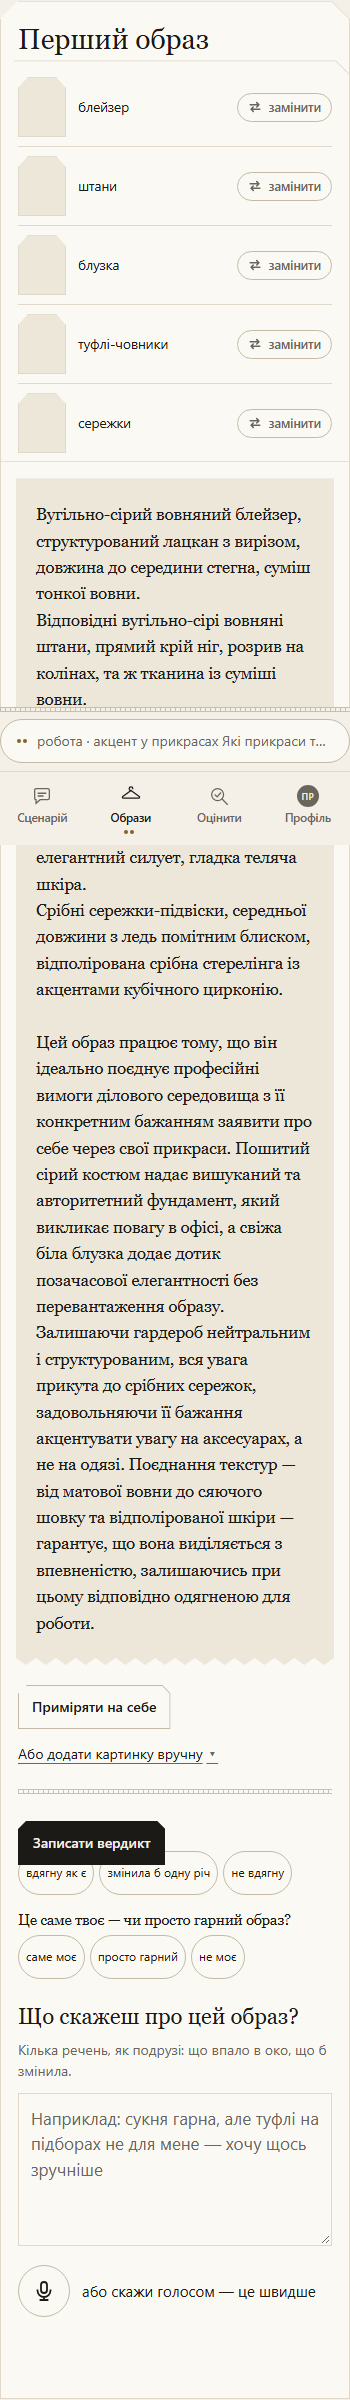 Перший образ
блейзер
замінити
штани
замінити
блузка
замінити
туфлі-човники
замінити
сережки
замінити
Вугільно-сірий вовняний блейзер,
структурований лацкан з вирізом,
довжина до середини стегна, суміш
тонкої вовни.
Відповідні вугільно-сірі вовняні
штани, прямий крій ніг, розрив на
колінах, та ж тканина із суміші
вовни.
робота · акцент у прикрасах Які прикраси т...
Сценарій
Образи
Оцінити
ПР
Профіль
елегантний силует, гладка теляча
шкіра.
Срібні сережки-підвіски, середньої
довжини з ледь помітним блиском,
відполірована срібна стерелінга із
акцентами кубічного цирконію.
Цей образ працює тому, що він
ідеально поєднує професійні
вимоги ділового середовища з її
конкретним бажанням заявити про
себе через свої прикраси. Пошитий
сірий костюм надає вишуканий та
авторитетний фундамент, який
викликає повагу в офісі, а свіжа
біла блузка додає дотик
позачасової елегантності без
перевантаження образу.
Залишаючи гардероб нейтральним
і структурованим, вся увага
прикута до срібних сережок,
задовольняючи її бажання
акцентувати увагу на аксесуарах, а
не на одязі. Поєднання текстур —
від матової вовни до сяючого
шовку та відполірованої шкіри —
гарантує, що вона виділяється з
впевненістю, залишаючись при
цьому відповідно одягненою для
роботи.
Приміряти на себе
Або додати картинку вручну
Записати вердикт
вдягну як є
змінила б одну річ
не вдягну
Це саме твоє — чи просто гарний образ?
саме моє
просто гарний
не моє
Що скажеш про цей образ?
Кілька речень, як подрузі: що впало в око, що б
змінила.
Наприклад: сукня гарна, але туфлі на
підборах не для мене — хочу щось
зручніше
або скажи голосом — це швидше